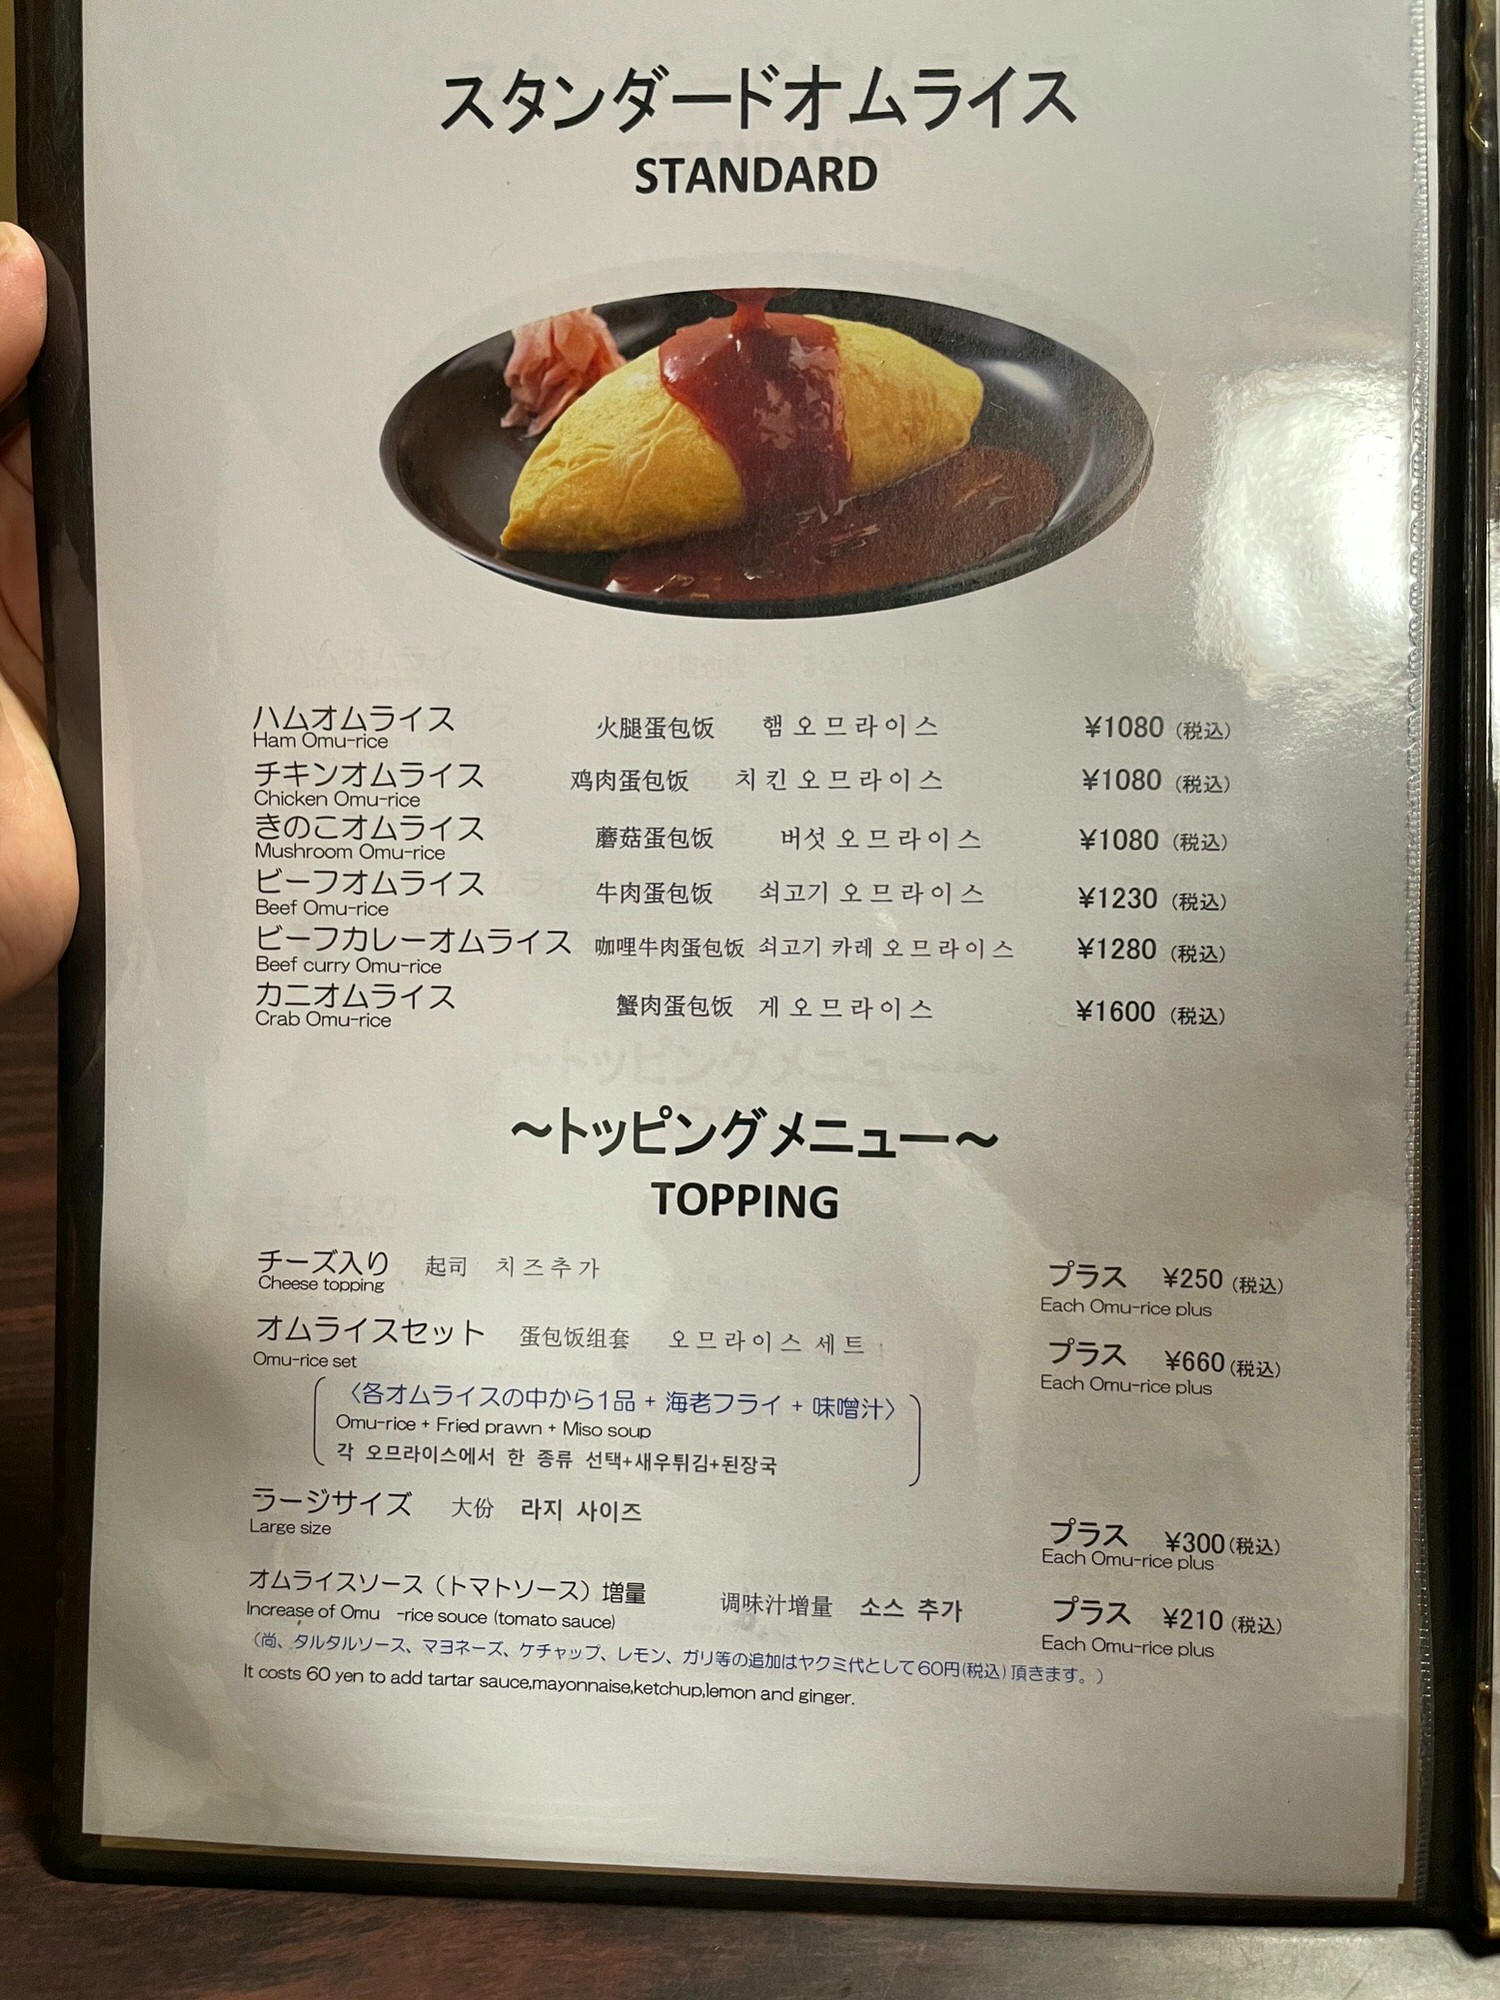 スタンダードオムライス
STANDARD
ハムオムライス 火腿蛋包饭 햄 오므라이스 ¥1080 (税込)
Ham Omu-rice
チキンオムライス 鸡肉蛋包饭 치킨 오므라이스 ¥1080 (税込)
Chicken Omu-rice
きのこオムライス 蘑菇蛋包饭 버섯 오므라이스 ¥1080 (税込)
Mushroom Omu-rice
ビーフオムライス 牛肉蛋包饭 쇠고기 오므라이스 ¥1230 (税込)
Beef Omu-rice
ビーフカレーオムライス 咖哩牛肉蛋包饭 쇠고기 카레 오므라이스 ¥1280 (税込)
Beef curry Omu-rice
カニオムライス 蟹肉蛋包饭 게 오므라이스 ¥1600 (税込)
Crab Omu-rice
～トッピングメニュー～
TOPPING
チーズ入り 起司 치즈추가 プラス ¥250 (税込)
Cheese topping Each Omu-rice plus
オムライスセット 蛋包饭组套 오므라이스 세트 プラス ¥660 (税込)
Omu-rice set Each Omu-rice plus
〈各オムライスの中から1品 + 海老フライ + 味噌汁〉
Omu-rice + Fried prawn + Miso soup
각 오므라이스에서 한 종류 선택+새우튀김+된장국
ラージサイズ 大份 라지 사이즈 プラス ¥300 (税込)
Large size Each Omu-rice plus
オムライスソース（トマトソース）増量 调味汁增量 소스 추가 プラス ¥210 (税込)
Increase of Omu -rice souce (tomato sauce) Each Omu-rice plus
（尚、タルタルソース、マヨネーズ、ケチャップ、レモン、ガリ等の追加はヤクミ代として60円(税込)頂きます。）
It costs 60 yen to add tartar sauce,mayonnaise,ketchup,lemon and ginger.